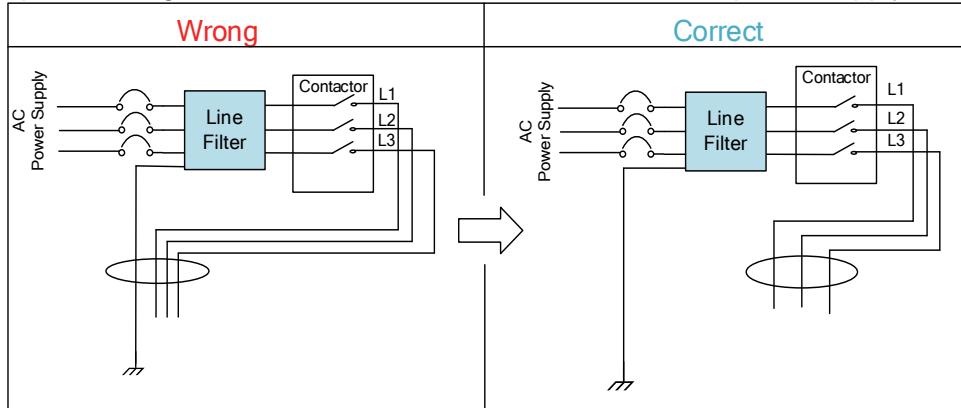 Wrong
Correct
AC
Power Supply
Line
Filter
Contactor
L1
L2
L3
AC
Power Supply
Line
Filter
Contactor
L1
L2
L3